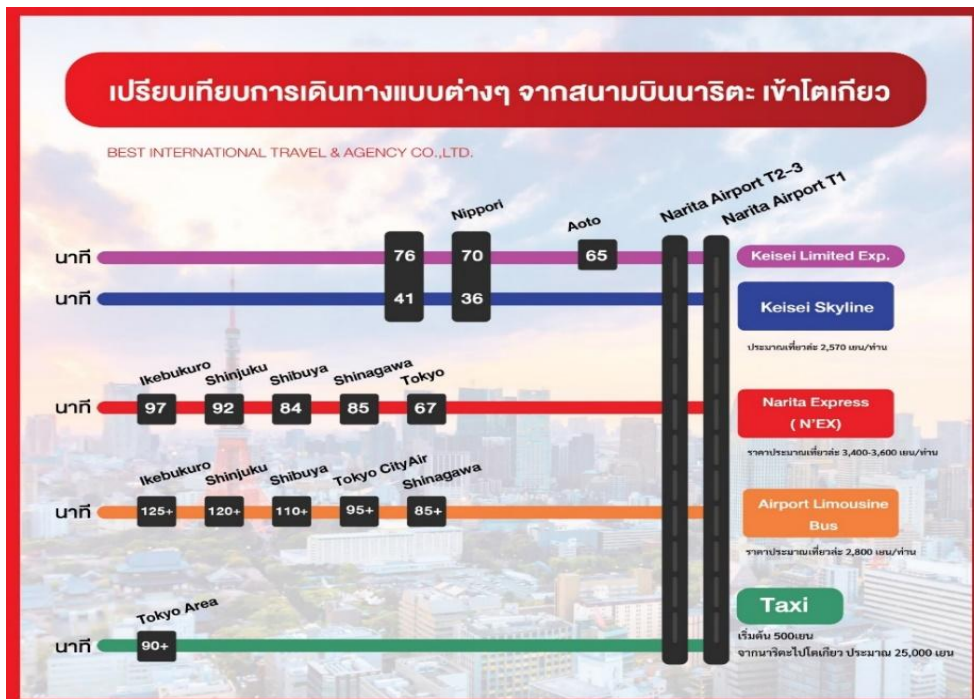 เปรียบเทียบการเดินทางแบบต่างๆ จากสนามบินนาริตะ เข้าโตเกียว
BEST INTERNATIONAL TRAVEL & AGENCY CO.,LTD.
Nippori
Aoto
Narita Airport T2-3
Narita Airport T1
นาที 76 70 65 Keisei Limited Exp.
นาที 41 36 Keisei Skyline
ประมาณเที่ยวล่ะ 2,570 เยน/ท่าน
Ikebukuro Shinjuku Shibuya Shinagawa Tokyo
นาที 97 92 84 85 67 Narita Express
( N'EX)
ราคาประมาณเที่ยวล่ะ 3,400-3,600 เยน/ท่าน
Ikebukuro Shinjuku Shibuya Tokyo CityAir Shinagawa
นาที 125+ 120+ 110+ 95+ 85+ Airport Limousine
Bus
ราคาประมาณเที่ยวล่ะ 2,800 เยน/ท่าน
Tokyo Area
นาที 90+ Taxi
เริ่มต้น 500เยน
จากนาริตะไปโตเกียว ประมาณ 25,000 เยน